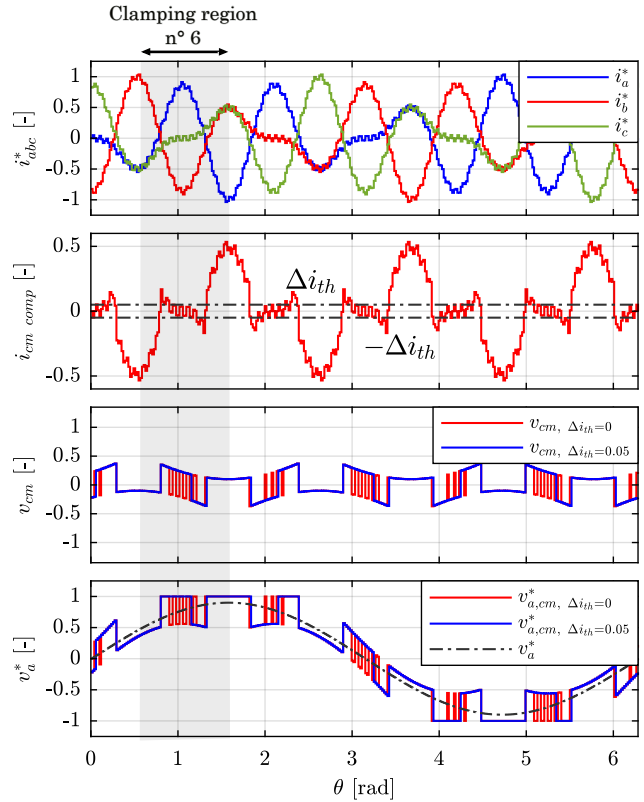 Clamping region
n° 6
1
0.5
0
-0.5
-1
i*abc [-]
i*a
i*b
i*c
0.5
0
-0.5
icm comp [-]
Δith
−Δith
1
0.5
0
-0.5
-1
vcm [-]
vcm, Δith=0
vcm, Δith=0.05
1
0.5
0
-0.5
-1
v*a [-]
v*a,cm, Δith=0
v*a,cm, Δith=0.05
v*a
0 1 2 3 4 5 6
θ [rad]